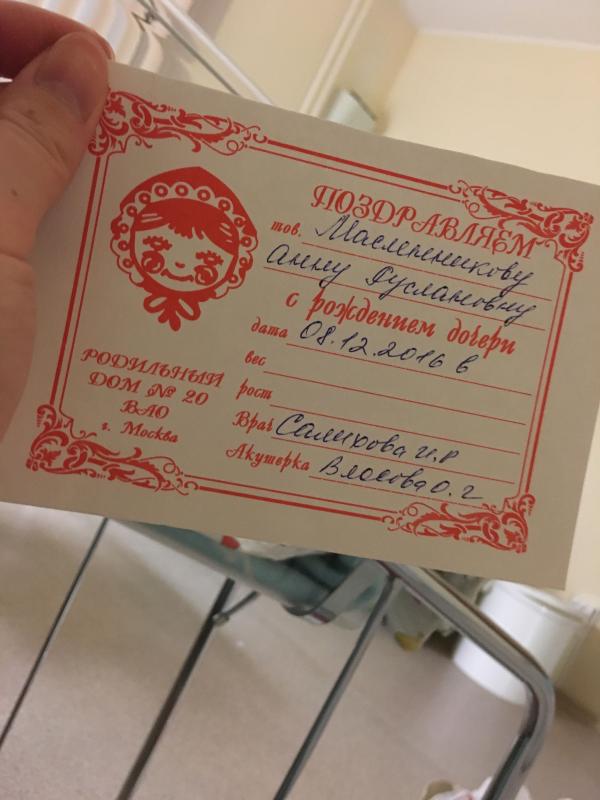 ПОЗДРАВЛЯЕМ
тов. Масленникову
Анну Руслановну
с рождением дочери
дата 08.12.2016 в
вес
рост
Врач Салихова И,Р
Акушерка Власова О. Г
РОДИЛЬНЫЙ
ДОМ № 20
ВАО
г. Москва